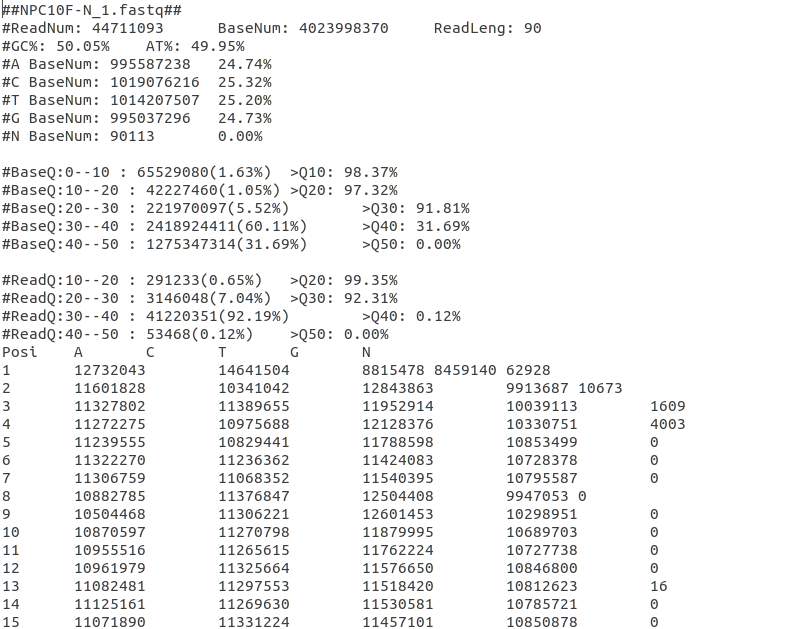 ##NPC10F-N_1.fastq##
#ReadNum: 44711093 BaseNum: 4023998370 ReadLeng: 90
#GC%: 50.05% AT%: 49.95%
#A BaseNum: 995587238 24.74%
#C BaseNum: 1019076216 25.32%
#T BaseNum: 1014207507 25.20%
#G BaseNum: 995037296 24.73%
#N BaseNum: 90113 0.00%

#BaseQ:0--10 : 65529080(1.63%) >Q10: 98.37%
#BaseQ:10--20 : 42227460(1.05%) >Q20: 97.32%
#BaseQ:20--30 : 221970097(5.52%) >Q30: 91.81%
#BaseQ:30--40 : 2418924411(60.11%) >Q40: 31.69%
#BaseQ:40--50 : 1275347314(31.69%) >Q50: 0.00%

#ReadQ:10--20 : 291233(0.65%) >Q20: 99.35%
#ReadQ:20--30 : 3146048(7.04%) >Q30: 92.31%
#ReadQ:30--40 : 41220351(92.19%) >Q40: 0.12%
#ReadQ:40--50 : 53468(0.12%) >Q50: 0.00%
Posi A C T G N
1 12732043 14641504 8815478 8459140 62928
2 11601828 10341042 12843863 9913687 10673
3 11327802 11389655 11952914 10039113 1609
4 11272275 10975688 12128376 10330751 4003
5 11239555 10829441 11788598 10853499 0
6 11322270 11236362 11424083 10728378 0
7 11306759 11068352 11540395 10795587 0
8 10882785 11376847 12504408 9947053 0
9 10504468 11306221 12601453 10298951 0
10 10870597 11270798 11879995 10689703 0
11 10955516 11265615 11762224 10727738 0
12 10961979 11325664 11576650 10846800 0
13 11082481 11297553 11518420 10812623 16
14 11125161 11269630 11530581 10785721 0
15 11071890 11331224 11457101 10850878 0